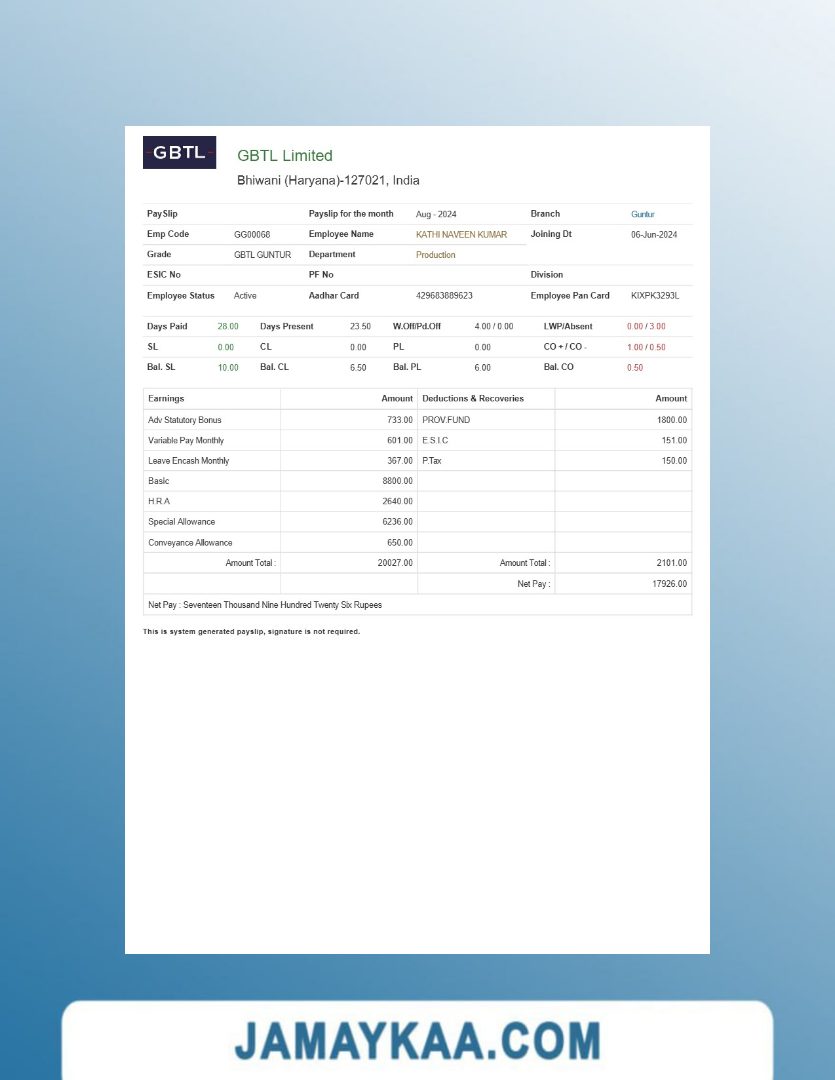 GBTL
GBTL Limited
Bhiwani (Haryana)-127021, India
PaySlip Payslip for the month Aug - 2024 Branch Guntur
Emp Code GG00068 Employee Name KATHI NAVEEN KUMAR Joining Dt 06-Jun-2024
Grade GBTL GUNTUR Department Production
ESIC No PF No Division
Employee Status Active Aadhar Card 429683889623 Employee Pan Card KIXPK3293L
Days Paid 28.00 Days Present 23.50 W.Off/Pd.Off 4.00 / 0.00 LWP/Absent 0.00 / 3.00
SL 0.00 CL 0.00 PL 0.00 CO + / CO - 1.00 / 0.50
Bal. SL 10.00 Bal. CL 6.50 Bal. PL 6.00 Bal. CO 0.50
Earnings Amount Deductions & Recoveries Amount
Adv Statutory Bonus 733.00 PROV.FUND 1800.00
Variable Pay Monthly 601.00 E.S.I.C 151.00
Leave Encash Monthly 367.00 P.Tax 150.00
Basic 8800.00
H.R.A 2640.00
Special Allowance 6236.00
Conveyance Allowance 650.00
Amount Total : 20027.00 Amount Total : 2101.00
Net Pay : 17926.00
Net Pay : Seventeen Thousand Nine Hundred Twenty Six Rupees
This is system generated payslip, signature is not required.
JAMAYKAA.COM